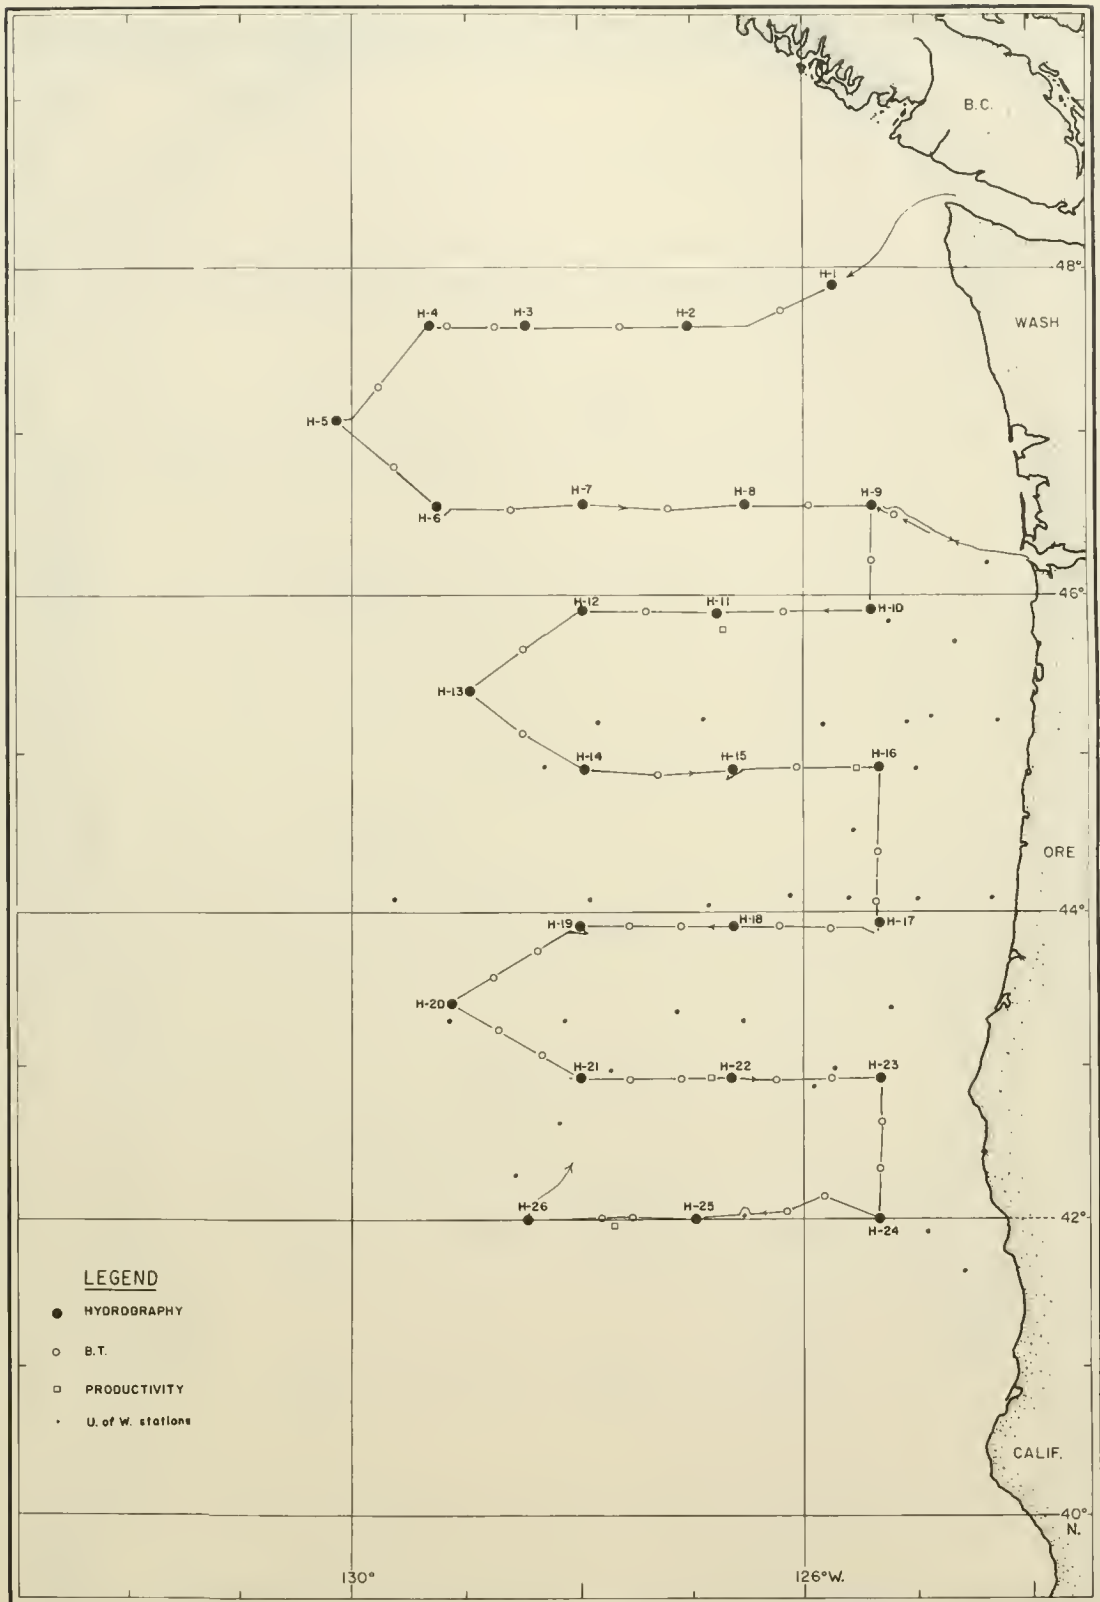 B.C.
H-1
48°
H-4
H-3
H-2
WASH
H-5
H-7
H-8
H-9
H-6
46°
H-12
H-11
H-10
H-13
H-14
H-15
H-16
ORE
44°
H-19
H-18
H-17
H-20
H-21
H-22
H-23
H-26
H-25
42°
H-24
LEGEND
HYDROGRAPHY
B.T.
PRODUCTIVITY
U. of W. stations
CALIF.
40°
N.
130°
126°W.